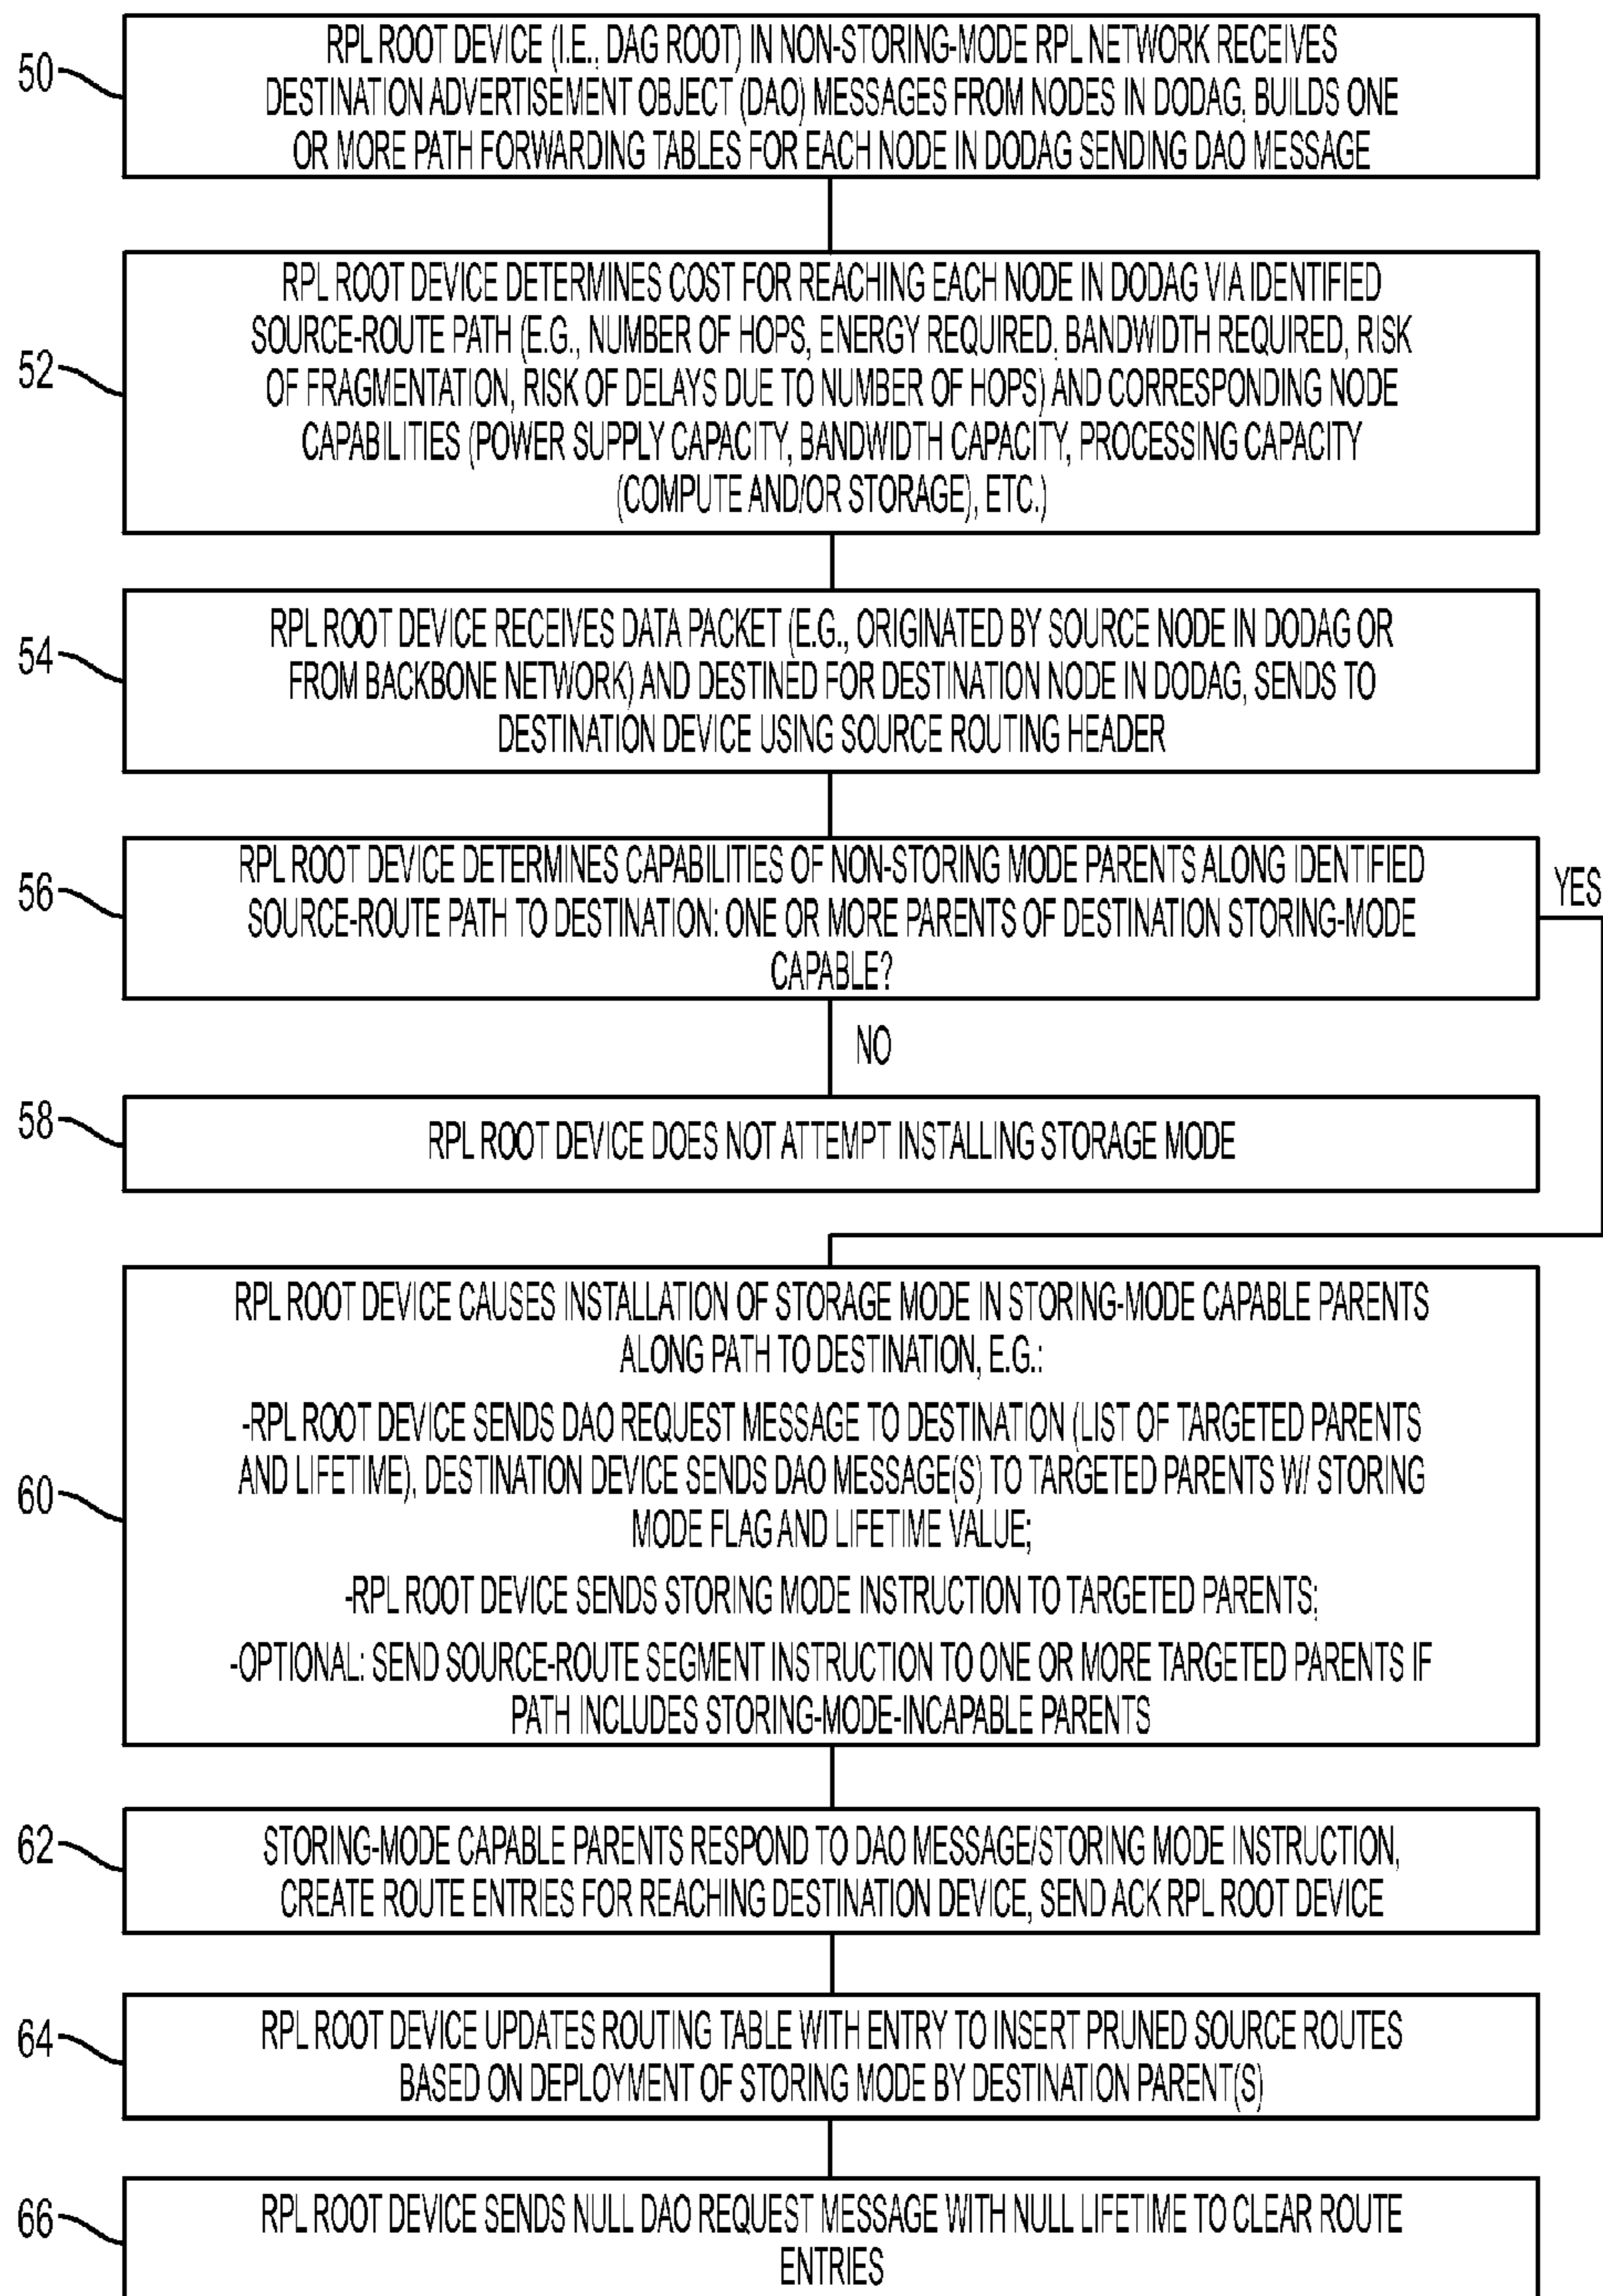 50
RPL ROOT DEVICE (I.E., DAG ROOT) IN NON-STORING-MODE RPL NETWORK RECEIVES
DESTINATION ADVERTISEMENT OBJECT (DAO) MESSAGES FROM NODES IN DODAG, BUILDS ONE
OR MORE PATH FORWARDING TABLES FOR EACH NODE IN DODAG SENDING DAO MESSAGE
52
RPL ROOT DEVICE DETERMINES COST FOR REACHING EACH NODE IN DODAG VIA IDENTIFIED
SOURCE-ROUTE PATH (E.G., NUMBER OF HOPS, ENERGY REQUIRED, BANDWIDTH REQUIRED, RISK
OF FRAGMENTATION, RISK OF DELAYS DUE TO NUMBER OF HOPS) AND CORRESPONDING NODE
CAPABILITIES (POWER SUPPLY CAPACITY, BANDWIDTH CAPACITY, PROCESSING CAPACITY
(COMPUTE AND/OR STORAGE), ETC.)
54
RPL ROOT DEVICE RECEIVES DATA PACKET (E.G., ORIGINATED BY SOURCE NODE IN DODAG OR
FROM BACKBONE NETWORK) AND DESTINED FOR DESTINATION NODE IN DODAG, SENDS TO
DESTINATION DEVICE USING SOURCE ROUTING HEADER
56
RPL ROOT DEVICE DETERMINES CAPABILITIES OF NON-STORING MODE PARENTS ALONG IDENTIFIED
SOURCE-ROUTE PATH TO DESTINATION: ONE OR MORE PARENTS OF DESTINATION STORING-MODE
CAPABLE?
YES
NO
58
RPL ROOT DEVICE DOES NOT ATTEMPT INSTALLING STORAGE MODE
60
RPL ROOT DEVICE CAUSES INSTALLATION OF STORAGE MODE IN STORING-MODE CAPABLE PARENTS
ALONG PATH TO DESTINATION, E.G.:
-RPL ROOT DEVICE SENDS DAO REQUEST MESSAGE TO DESTINATION (LIST OF TARGETED PARENTS
AND LIFETIME), DESTINATION DEVICE SENDS DAO MESSAGE(S) TO TARGETED PARENTS W/ STORING
MODE FLAG AND LIFETIME VALUE;
-RPL ROOT DEVICE SENDS STORING MODE INSTRUCTION TO TARGETED PARENTS;
-OPTIONAL: SEND SOURCE-ROUTE SEGMENT INSTRUCTION TO ONE OR MORE TARGETED PARENTS IF
PATH INCLUDES STORING-MODE-INCAPABLE PARENTS
62
STORING-MODE CAPABLE PARENTS RESPOND TO DAO MESSAGE/STORING MODE INSTRUCTION,
CREATE ROUTE ENTRIES FOR REACHING DESTINATION DEVICE, SEND ACK RPL ROOT DEVICE
64
RPL ROOT DEVICE UPDATES ROUTING TABLE WITH ENTRY TO INSERT PRUNED SOURCE ROUTES
BASED ON DEPLOYMENT OF STORING MODE BY DESTINATION PARENT(S)
66
RPL ROOT DEVICE SENDS NULL DAO REQUEST MESSAGE WITH NULL LIFETIME TO CLEAR ROUTE
ENTRIES